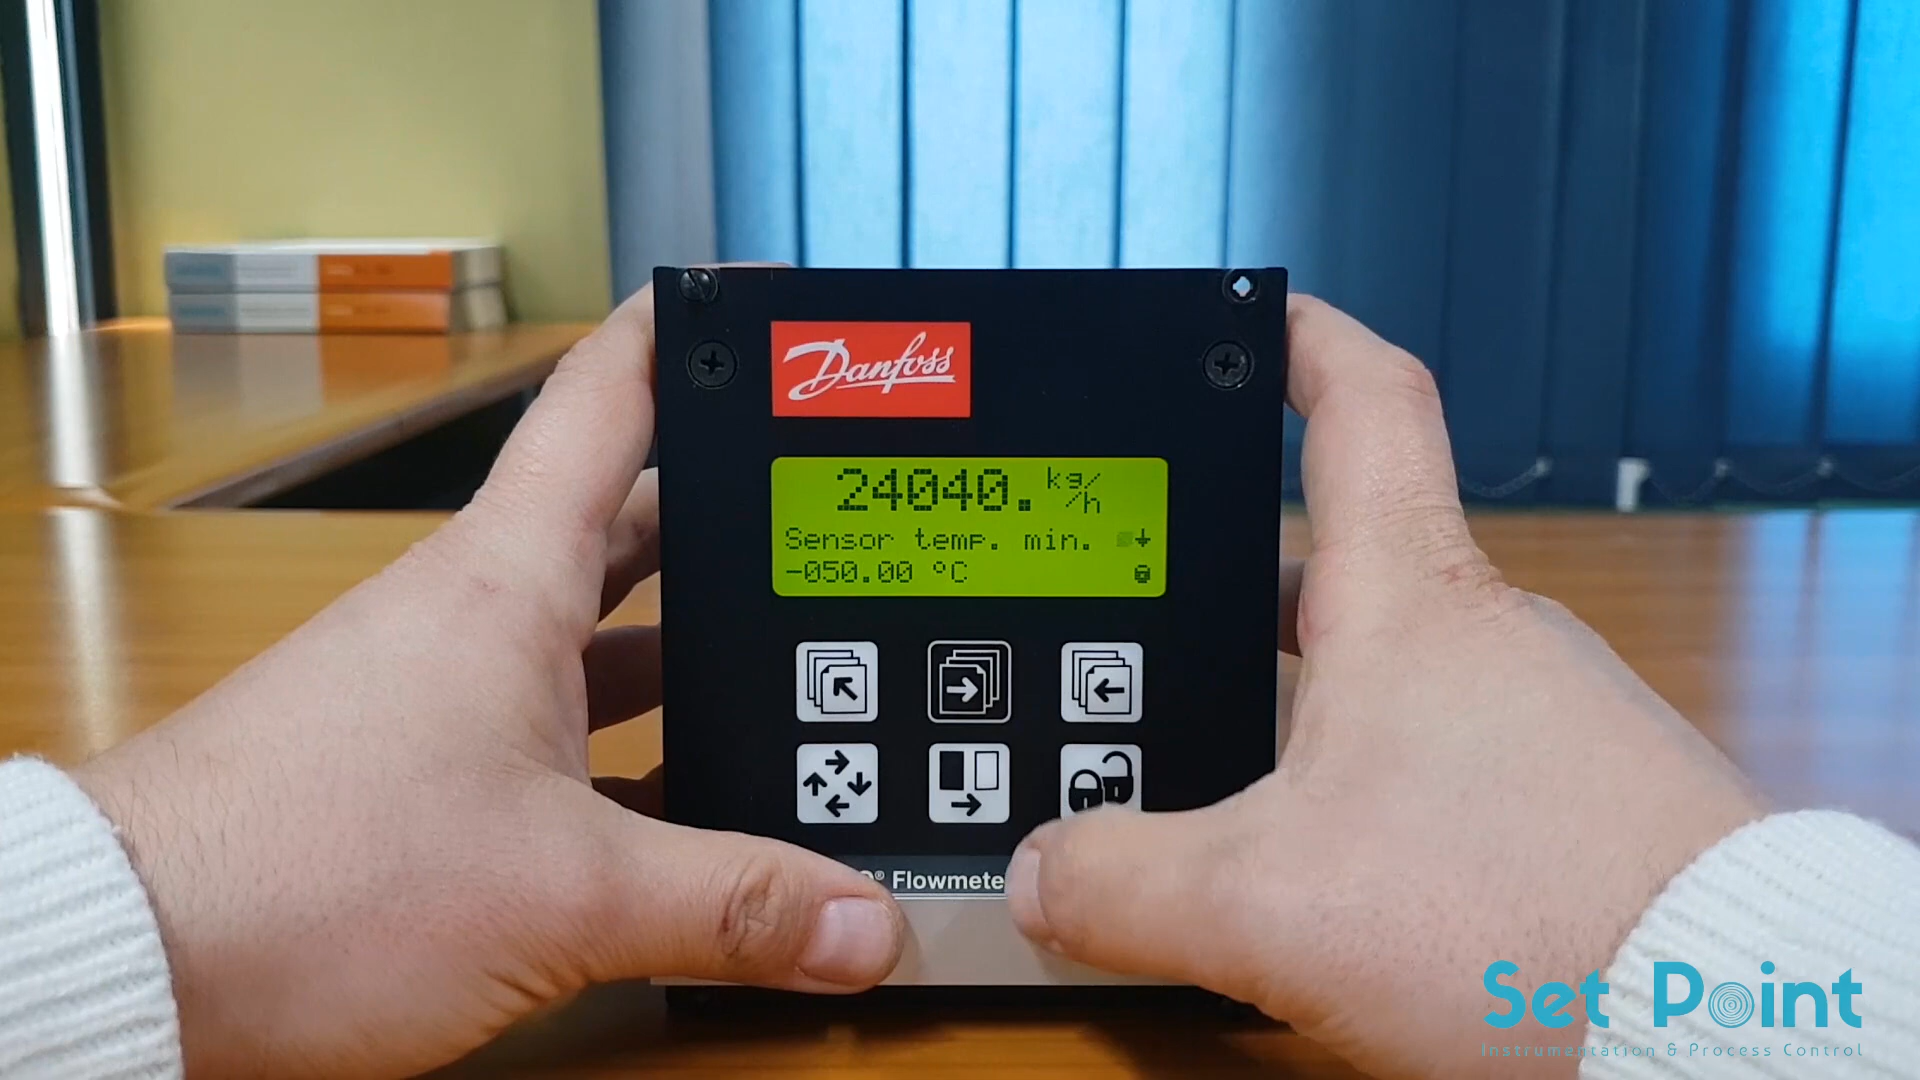 Danfoss
24040. kg/
/h
Sensor temp. min.
-050.00 °C
® Flowmete
Set Point
Instrumentation & Process Control